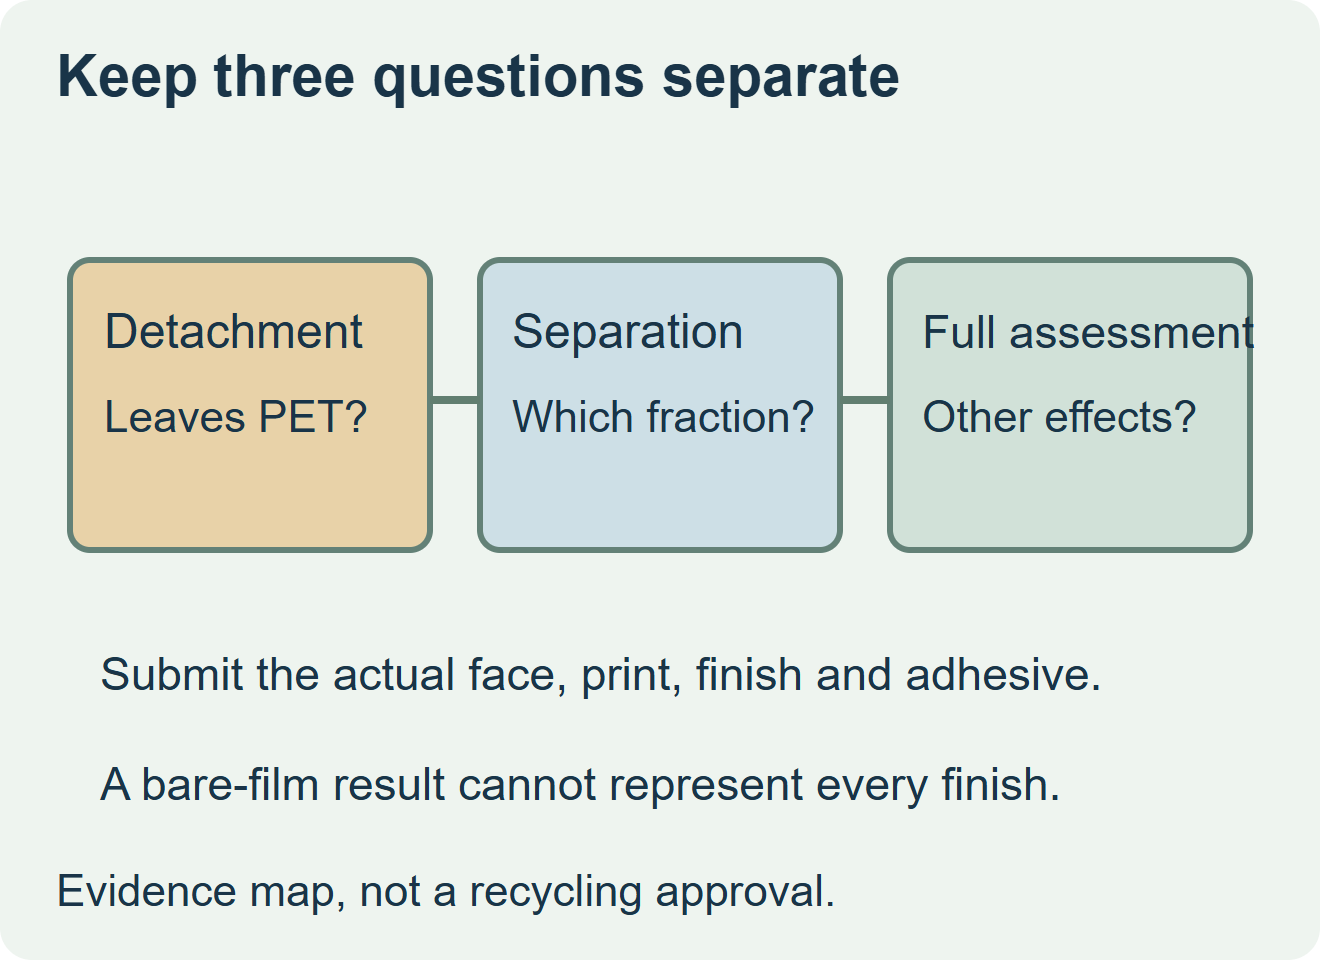 Keep three questions separate
Detachment
Leaves PET?
Separation
Which fraction?
Full assessment
Other effects?
Submit the actual face, print, finish and adhesive.
A bare-film result cannot represent every finish.
Evidence map, not a recycling approval.